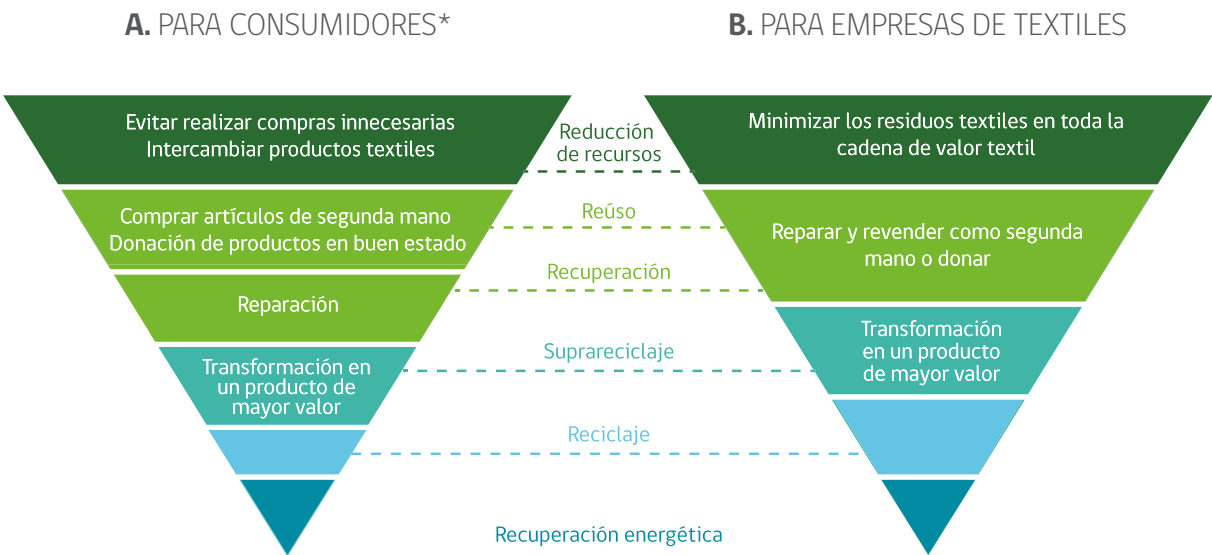 A. PARA CONSUMIDORES*
B. PARA EMPRESAS DE TEXTILES
Evitar realizar compras innecesarias
Intercambiar productos textiles
Reducción
de recursos
Minimizar los residuos textiles en toda la
cadena de valor textil
Comprar artículos de segunda mano
Donación de productos en buen estado
Reúso
Reparar y revender como segunda
mano o donar
Recuperación
Reparación
Transformación en
un producto de
mayor valor
Suprareciclaje
Transformación
en un producto
de mayor valor
Reciclaje
Recuperación energética